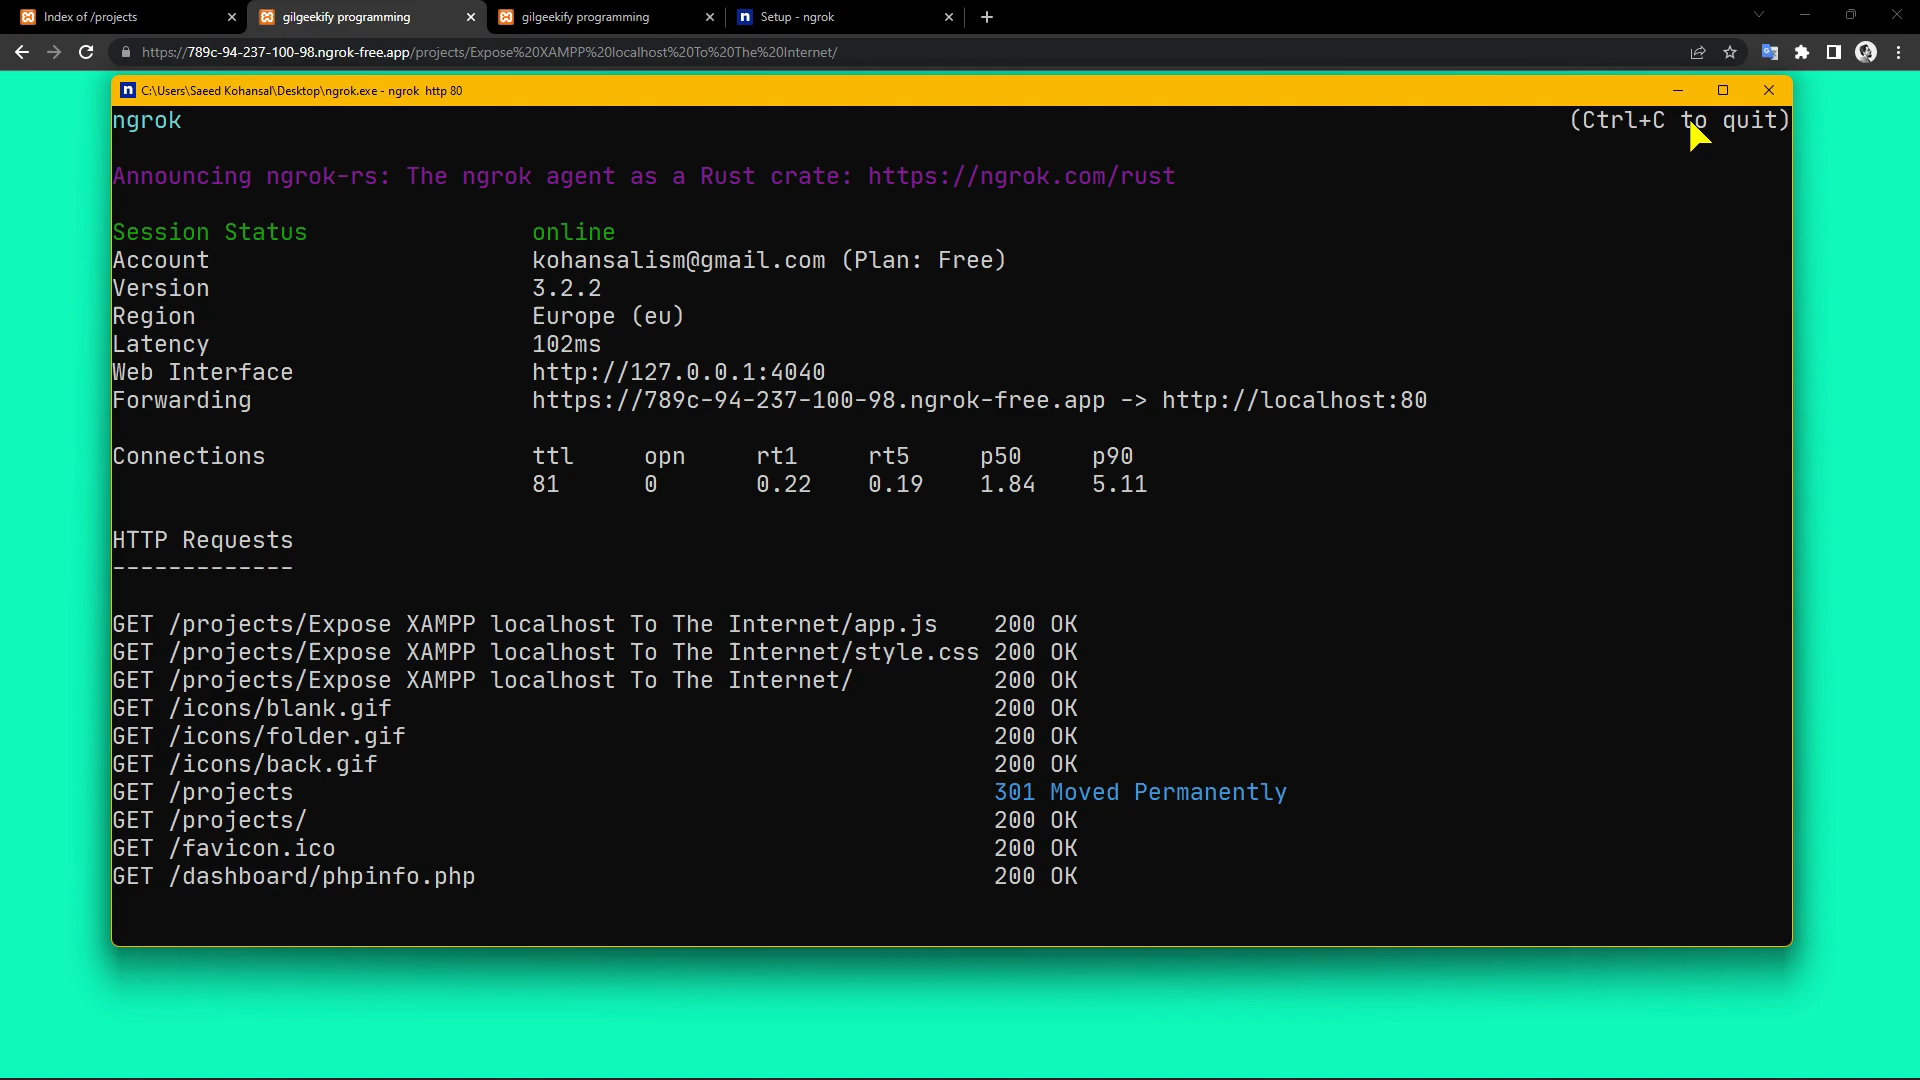 Index of /projects
gilgeekify programming
gilgeekify programming
n Setup - ngrok
https://789c-94-237-100-98.ngrok-free.app/projects/Expose%20XAMPP%20localhost%20To%20The%20Internet/
n C:\Users\Saeed Kohansal\Desktop\ngrok.exe - ngrok http 80
ngrok (Ctrl+C to quit)
Announcing ngrok-rs: The ngrok agent as a Rust crate: https://ngrok.com/rust
Session Status online
Account kohansalism@gmail.com (Plan: Free)
Version 3.2.2
Region Europe (eu)
Latency 102ms
Web Interface http://127.0.0.1:4040
Forwarding https://789c-94-237-100-98.ngrok-free.app -> http://localhost:80
Connections ttl opn rt1 rt5 p50 p90
81 0 0.22 0.19 1.84 5.11
HTTP Requests
-------------
GET /projects/Expose XAMPP localhost To The Internet/app.js 200 OK
GET /projects/Expose XAMPP localhost To The Internet/style.css 200 OK
GET /projects/Expose XAMPP localhost To The Internet/ 200 OK
GET /icons/blank.gif 200 OK
GET /icons/folder.gif 200 OK
GET /icons/back.gif 200 OK
GET /projects 301 Moved Permanently
GET /projects/ 200 OK
GET /favicon.ico 200 OK
GET /dashboard/phpinfo.php 200 OK